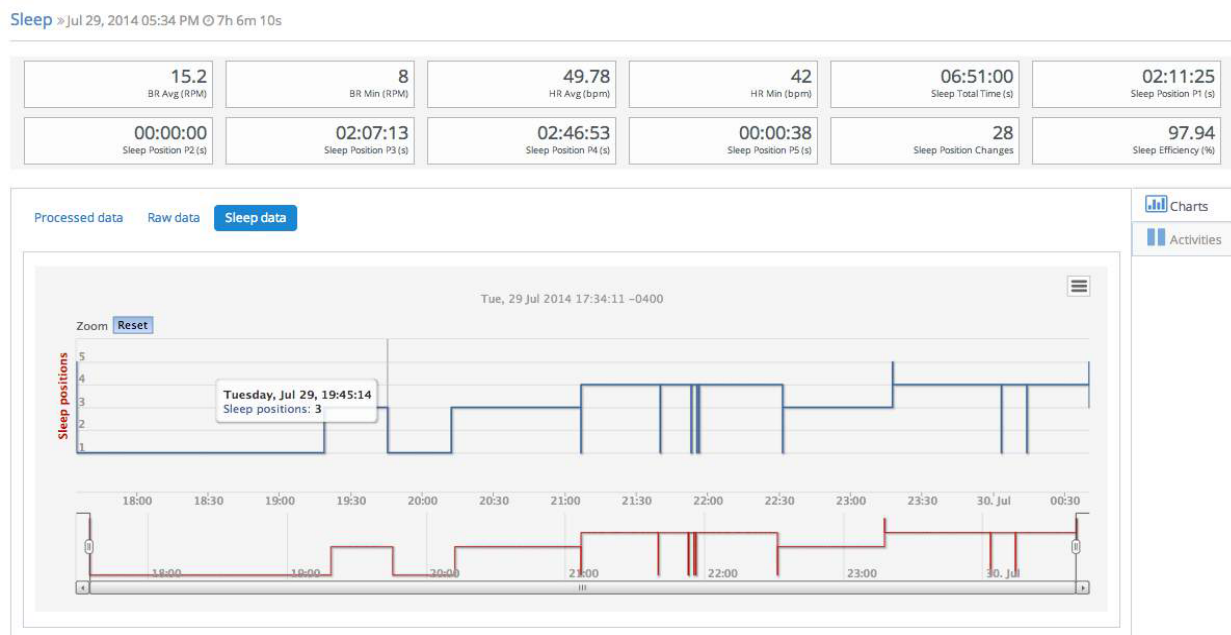 Sleep » Jul 29, 2014 05:34 PM 7h 6m 10s
15.2
BR Avg (RPM)
8
BR Min (RPM)
49.78
HR Avg (bpm)
42
HR Min (bpm)
06:51:00
Sleep Total Time (s)
02:11:25
Sleep Position P1 (s)
00:00:00
Sleep Position P2 (s)
02:07:13
Sleep Position P3 (s)
02:46:53
Sleep Position P4 (s)
00:00:38
Sleep Position P5 (s)
28
Sleep Position Changes
97.94
Sleep Efficiency (%)
Processed data Raw data Sleep data
Charts
Activities
Tue, 29 Jul 2014 17:34:11 -0400
Zoom Reset
Sleep positions
5
4
3
2
1
Tuesday, Jul 29, 19:45:14
Sleep positions: 3
18:00 18:30 19:00 19:30 20:00 20:30 21:00 21:30 22:00 22:30 23:00 23:30 30. Jul 00:30
18:00 19:00 20:00 21:00 22:00 23:00 30. Jul